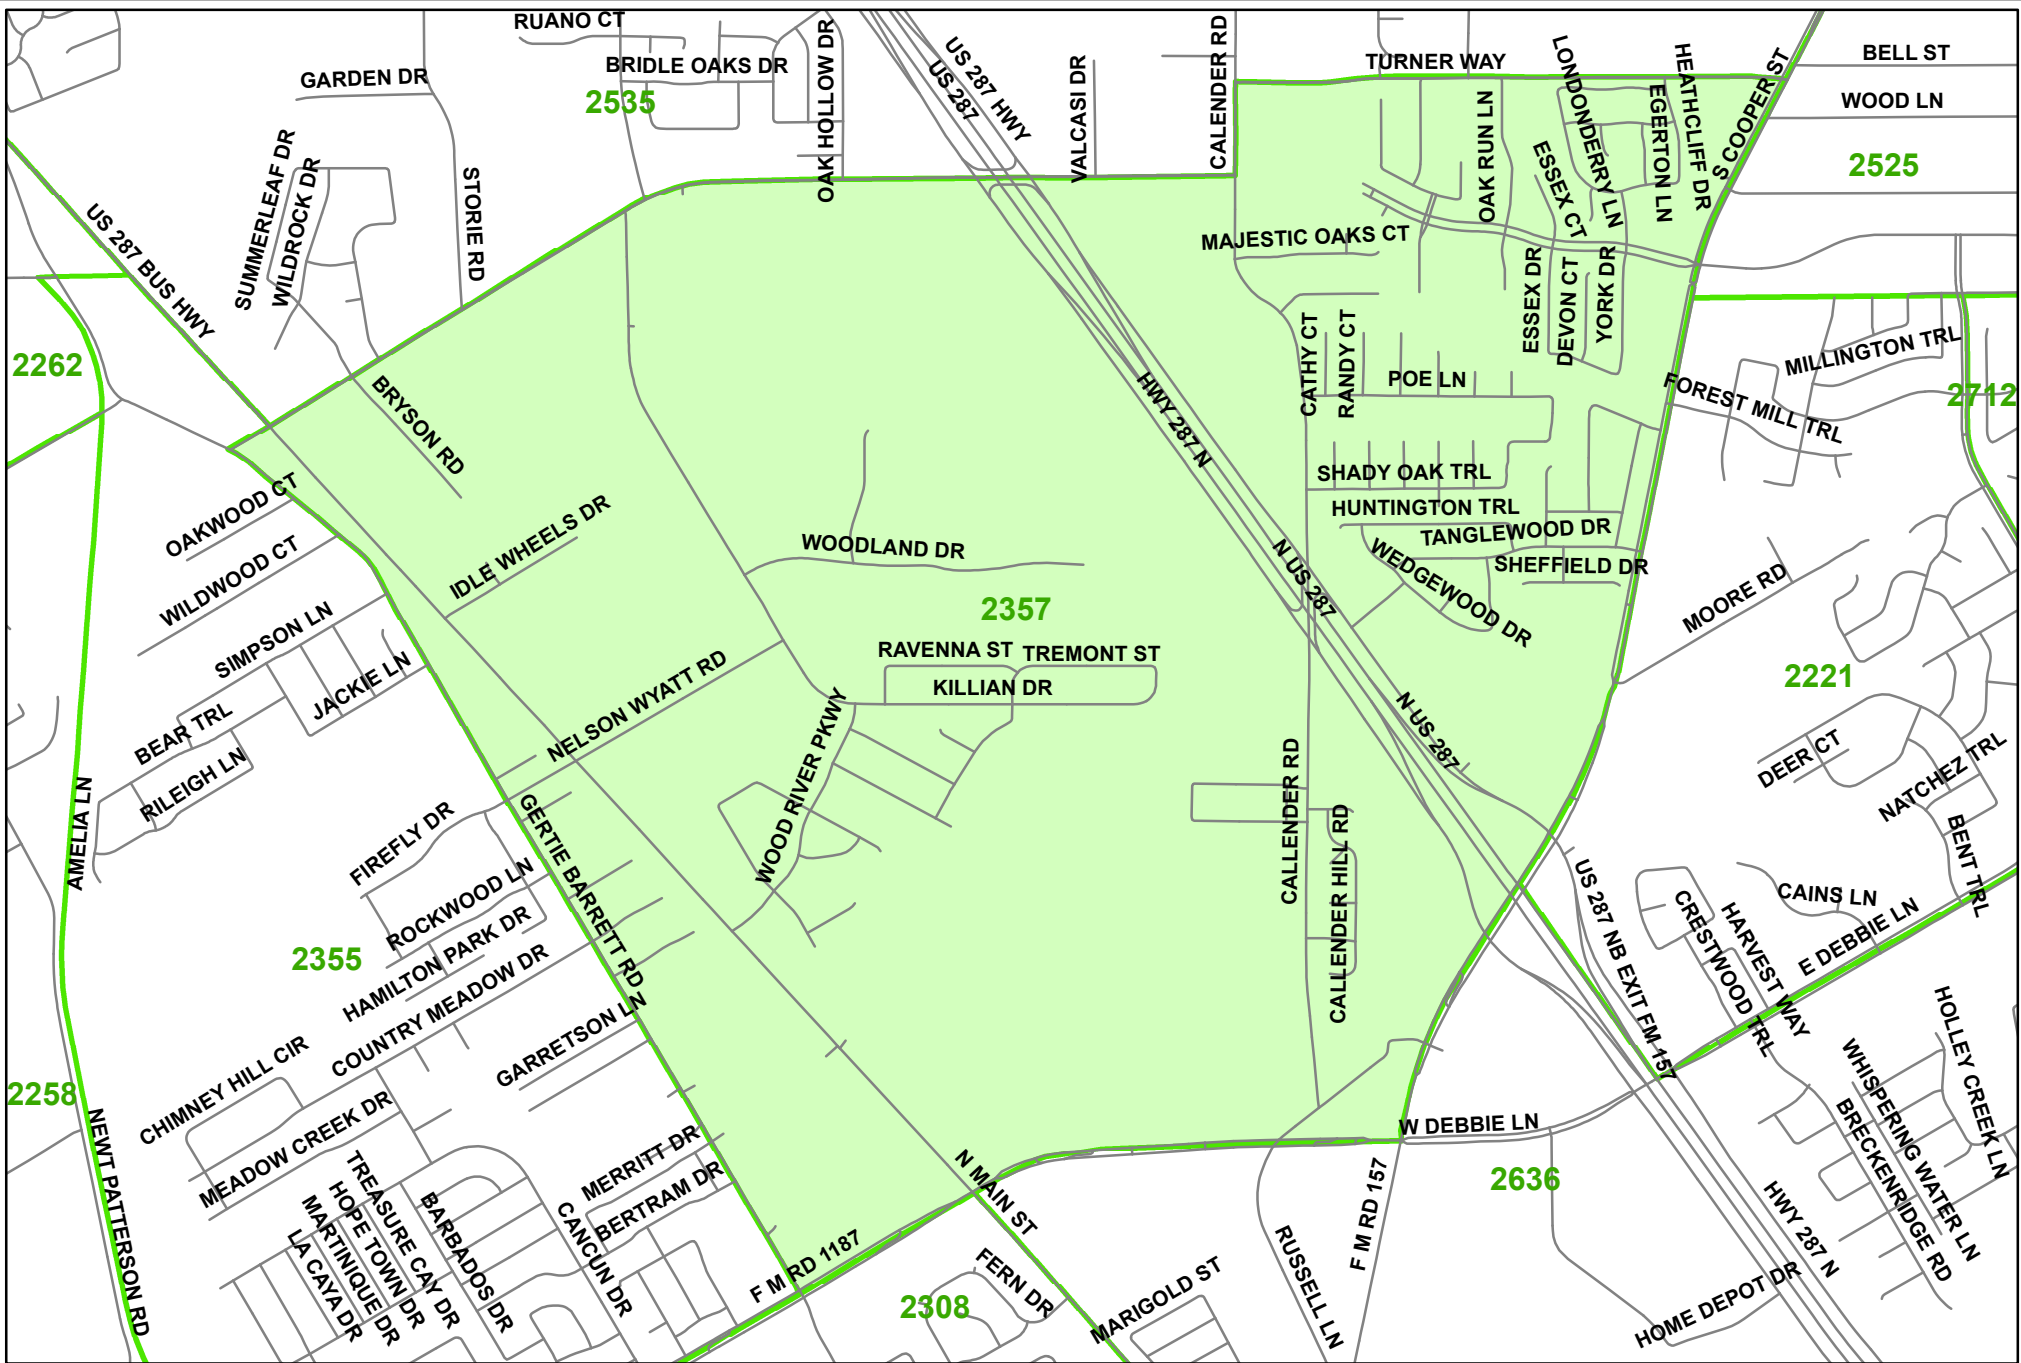 RUANO CT
BRIDLE OAKS DR
GARDEN DR
2535
OAK HOLLOW DR
US 287 HWY
US 287
VALCASI DR
CALENDER RD
TURNER WAY
LONDONDERRY LN
HEATHCLIFF DR
EGERTON LN
S COOPER ST
BELL ST
WOOD LN
2525
OAK RUN LN
ESSEX CT
SUMMERLEAF DR
WILDROCK DR
STORIE RD
US 287 BUS HWY
MAJESTIC OAKS CT
ESSEX DR
DEVON CT
YORK DR
2262
BRYSON RD
HWY 287 N
CATHY CT
RANDY CT
POE LN
FOREST MILL TRL
MILLINGTON TRL
2712
OAKWOOD CT
WILDWOOD CT
IDLE WHEELS DR
WOODLAND DR
SHADY OAK TRL
HUNTINGTON TRL
TANGLEWOOD DR
SHEFFIELD DR
WEDGEWOOD DR
N US 287
MOORE RD
2357
SIMPSON LN
JACKIE LN
BEAR TRL
RILEIGH LN
NELSON WYATT RD
RAVENNA ST
TREMONT ST
KILLIAN DR
WOOD RIVER PKWY
N US 287
2221
DEER CT
NATCHEZ TRL
BENT TRL
AMELIA LN
FIREFLY DR
ROCKWOOD LN
GERTIE BARRETT RD
N
CALLENDER RD
CALLENDER HILL RD
US 287 NB EXIT FM 157
CRESTWOOD TRL
HARVEST WAY
CAINS LN
E DEBBIE LN
2355
HAMILTON PARK DR
COUNTRY MEADOW DR
GARRETSON LN
HOLLEY CREEK LN
WHISPERING WATER LN
BRECKENRIDGE RD
2258
CHIMNEY HILL CIR
MEADOW CREEK DR
NEWT PATTERSON RD
TREASURE CAY DR
HOPE TOWN DR
MARTINIQUE DR
LA CAYA DR
BARBADOS DR
CANCUN DR
MERRITT DR
BERTRAM DR
F M RD 1187
N MAIN ST
W DEBBIE LN
2636
F M RD 157
RUSSELL LN
HWY 287 N
HOME DEPOT DR
2308
FERN DR
MARIGOLD ST